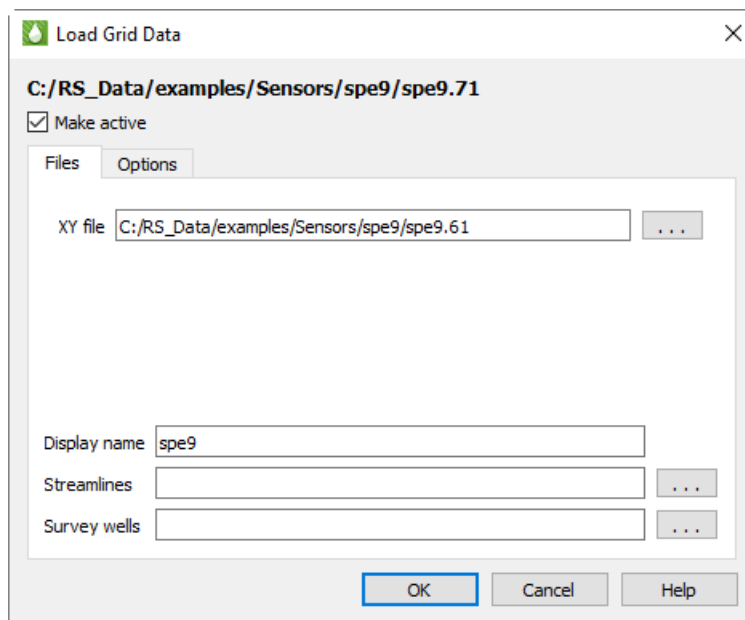 Load Grid Data
C:/RS_Data/examples/Sensors/spe9/spe9.71
Make active
Files Options
XY file C:/RS_Data/examples/Sensors/spe9/spe9.61 ...
Display name spe9
Streamlines ...
Survey wells ...
OK Cancel Help